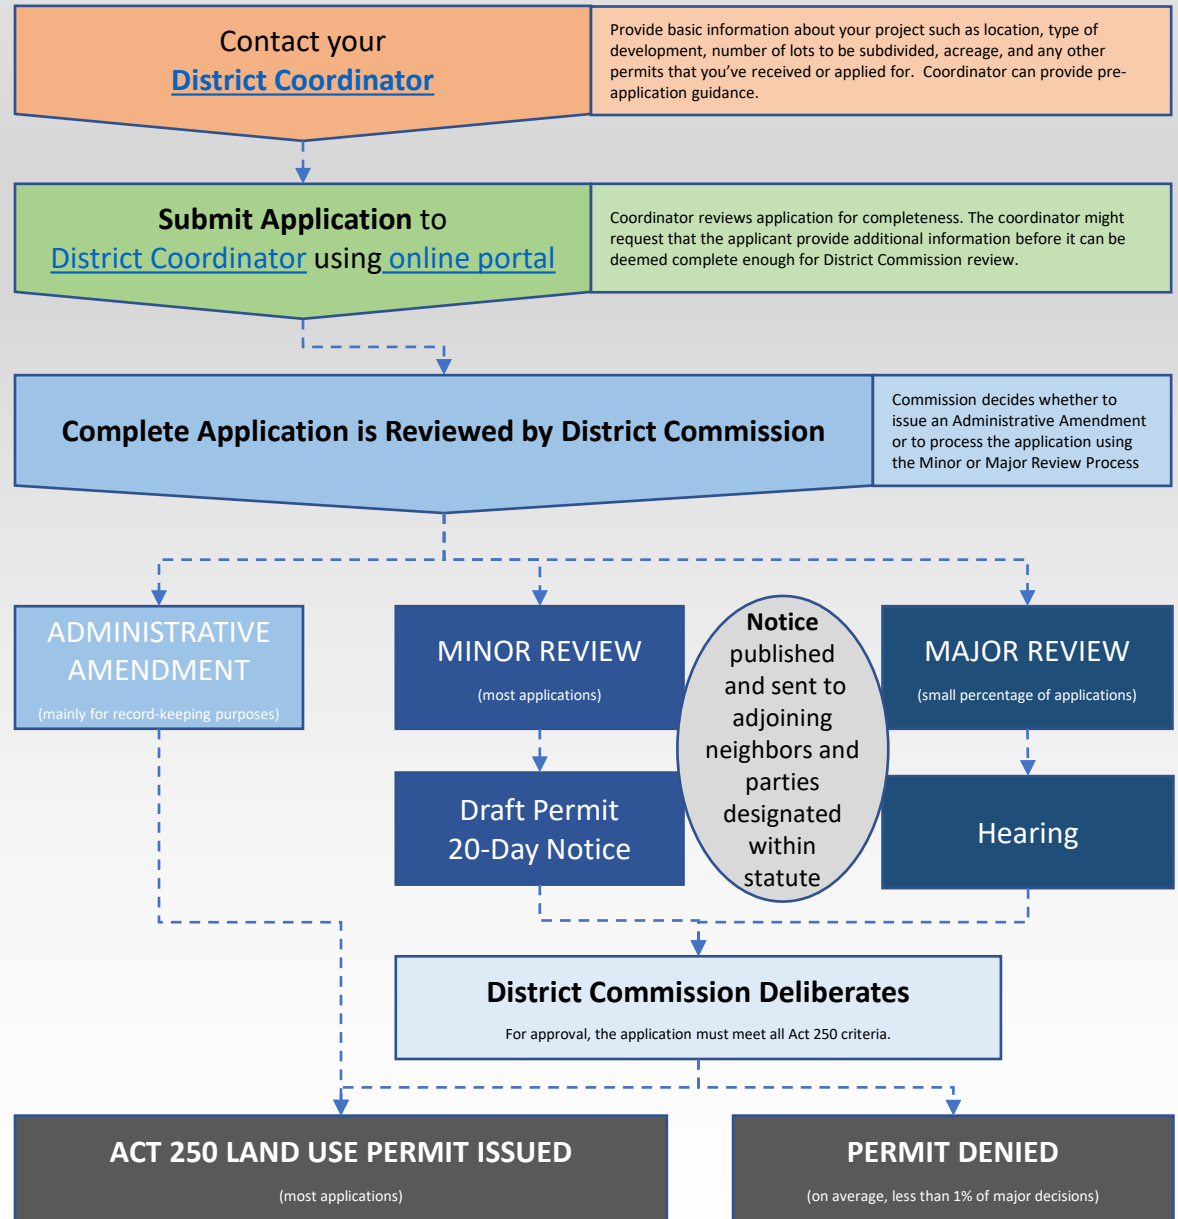 Contact your
District Coordinator
Provide basic information about your project such as location, type of
development, number of lots to be subdivided, acreage, and any other
permits that you've received or applied for.  Coordinator can provide pre-
application guidance.
Submit Application to
District Coordinator using online portal
Coordinator reviews application for completeness. The coordinator might
request that the applicant provide additional information before it can be
deemed complete enough for District Commission review.
Complete Application is Reviewed by District Commission
Commission decides whether to
issue an Administrative Amendment
or to process the application using
the Minor or Major Review Process
ADMINISTRATIVE
AMENDMENT
(mainly for record-keeping purposes)
MINOR REVIEW
(most applications)
Notice
published
and sent to
adjoining
neighbors and
parties
designated
within
statute
MAJOR REVIEW
(small percentage of applications)
Draft Permit
20-Day Notice
Hearing
District Commission Deliberates
For approval, the application must meet all Act 250 criteria.
ACT 250 LAND USE PERMIT ISSUED
(most applications)
PERMIT DENIED
(on average, less than 1% of major decisions)